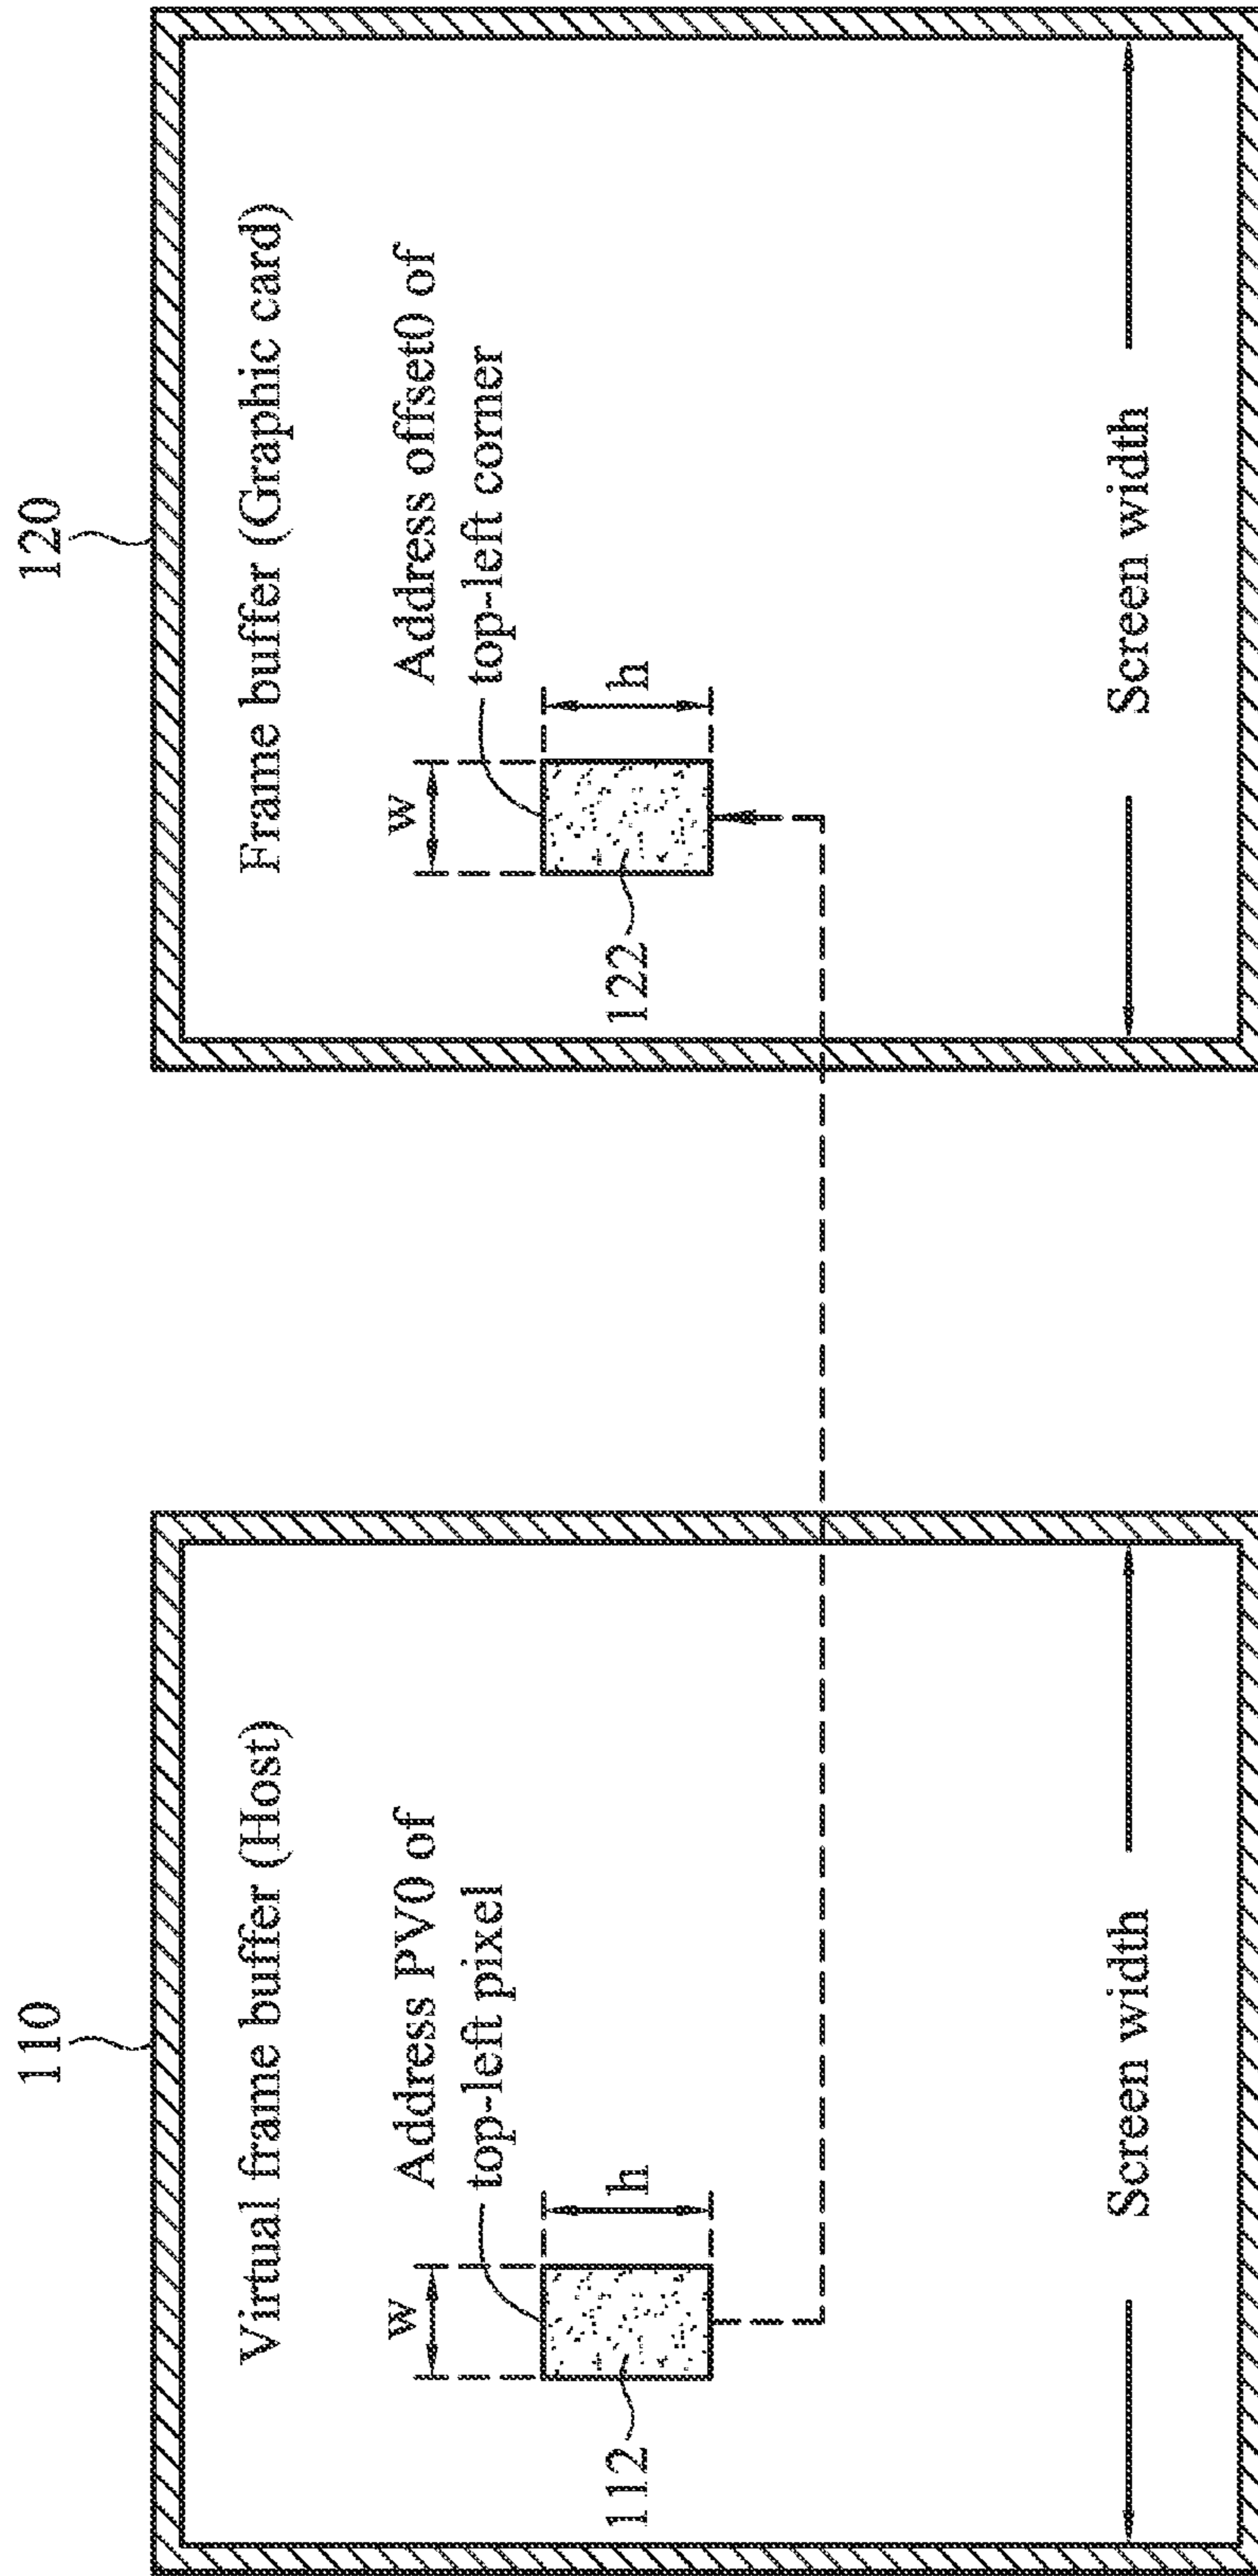 110
Virtual frame buffer (Host)
Address PV0 of
top-left pixel
w
h
112
Screen width
120
Frame buffer (Graphic card)
Address offset0 of
top-left corner
w
h
122
Screen width